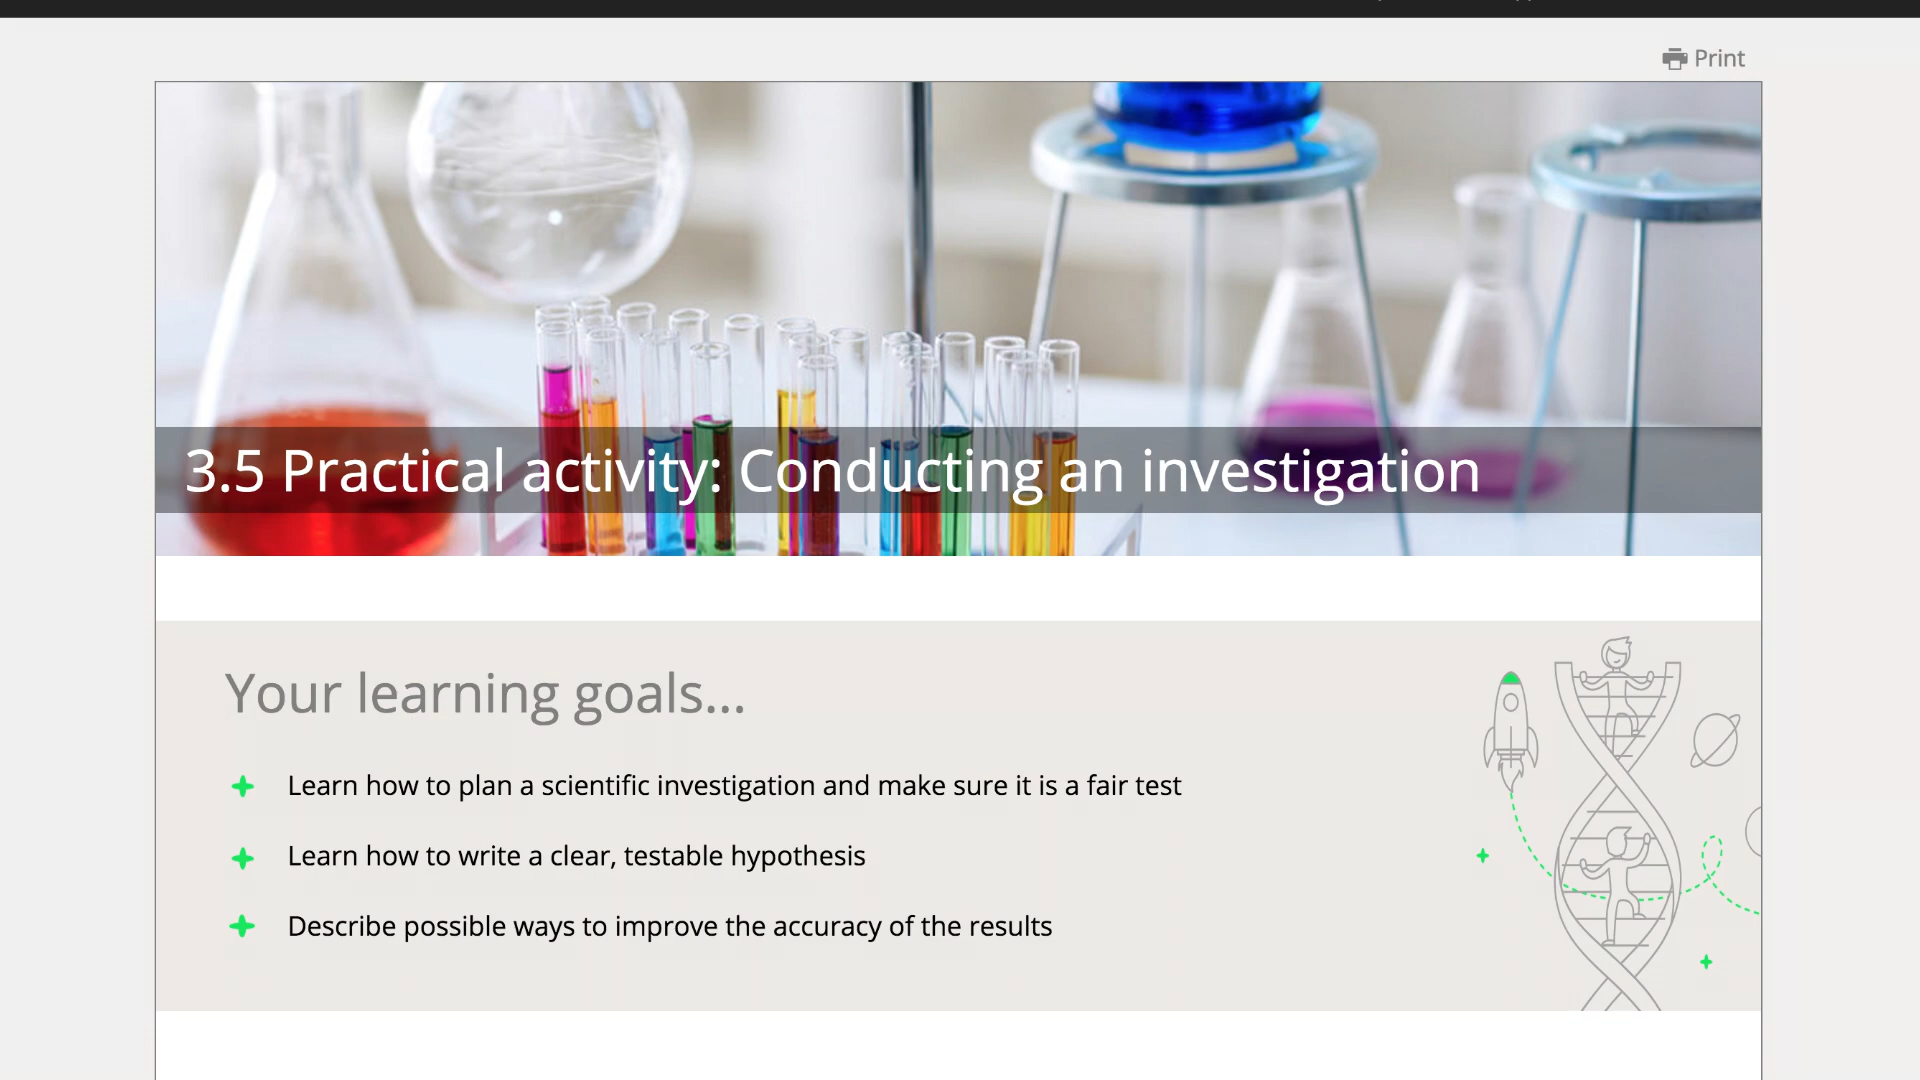 Print
3.5 Practical activity: Conducting an investigation
Your learning goals...
Learn how to plan a scientific investigation and make sure it is a fair test
Learn how to write a clear, testable hypothesis
Describe possible ways to improve the accuracy of the results